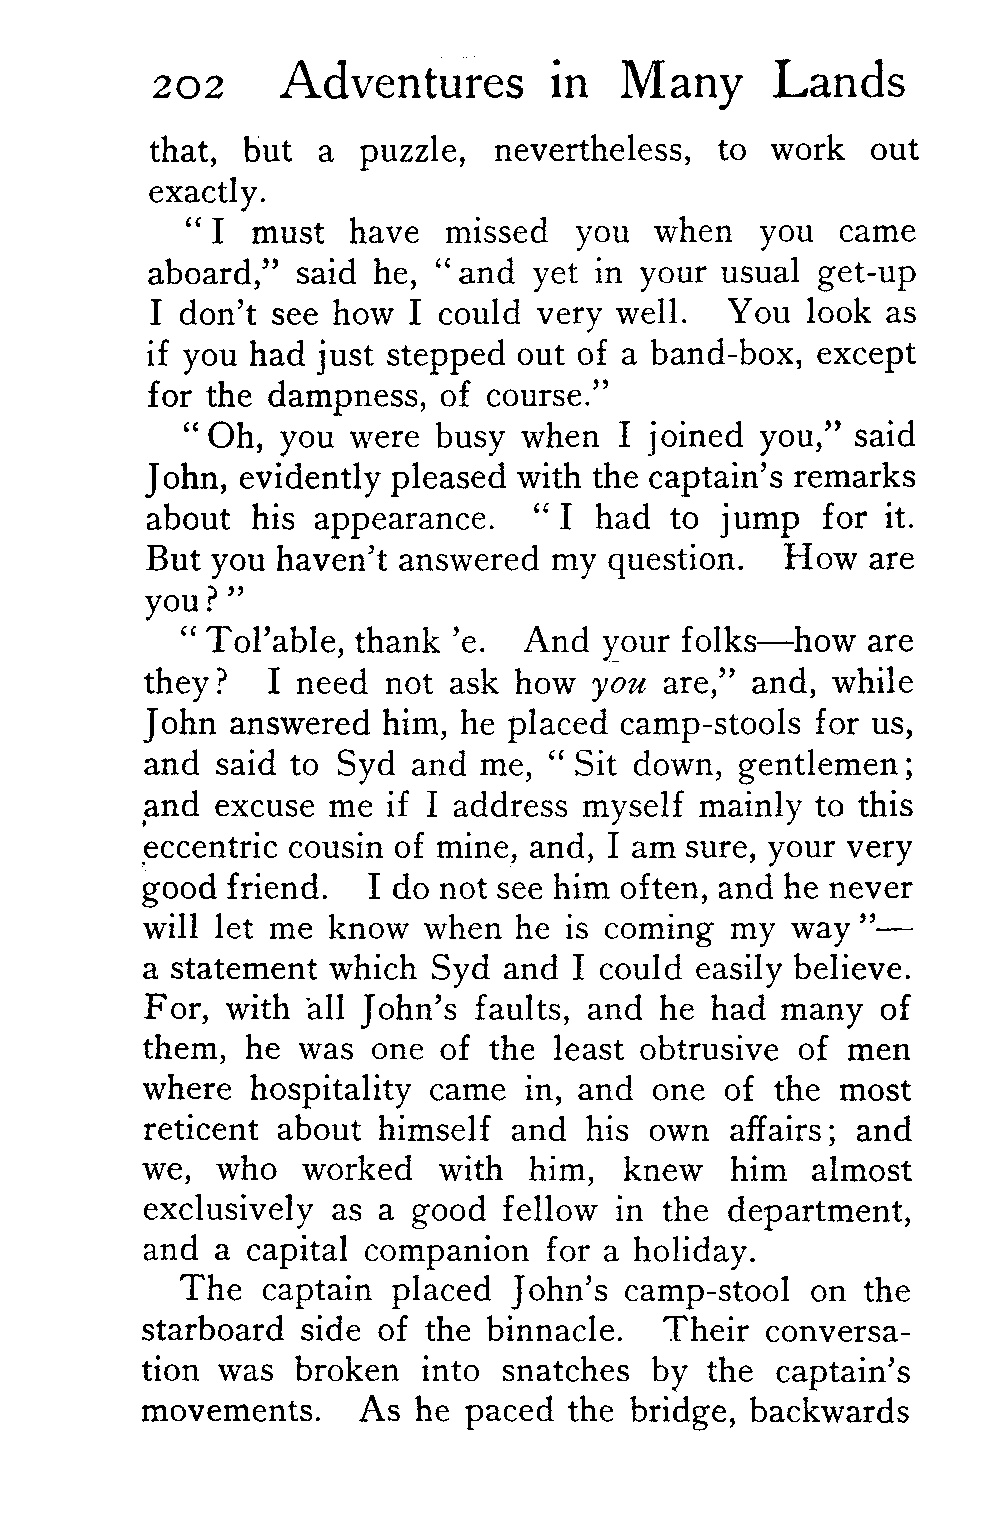 202 Adventures in Many Lands
that, but a puzzle, nevertheless, to work out
exactly.
“I must have missed you when you came
aboard,” said he, “and yet in your usual get-up
I don’t see how I could very well. You look as
if you had just stepped out of a band-box, except
for the dampness, of course.”
“Oh, you were busy when I joined you,” said
John, evidently pleased with the captain’s remarks
about his appearance. “I had to jump for it.
But you haven’t answered my question. How are
you?”
“Tol’able, thank ’e. And your folks—how are
they? I need not ask how you are,” and, while
John answered him, he placed camp-stools for us,
and said to Syd and me, “Sit down, gentlemen;
and excuse me if I address myself mainly to this
eccentric cousin of mine, and, I am sure, your very
good friend. I do not see him often, and he never
will let me know when he is coming my way”—
a statement which Syd and I could easily believe.
For, with all John’s faults, and he had many of
them, he was one of the least obtrusive of men
where hospitality came in, and one of the most
reticent about himself and his own affairs; and
we, who worked with him, knew him almost
exclusively as a good fellow in the department,
and a capital companion for a holiday.
The captain placed John’s camp-stool on the
starboard side of the binnacle. Their conversa-
tion was broken into snatches by the captain’s
movements. As he paced the bridge, backwards